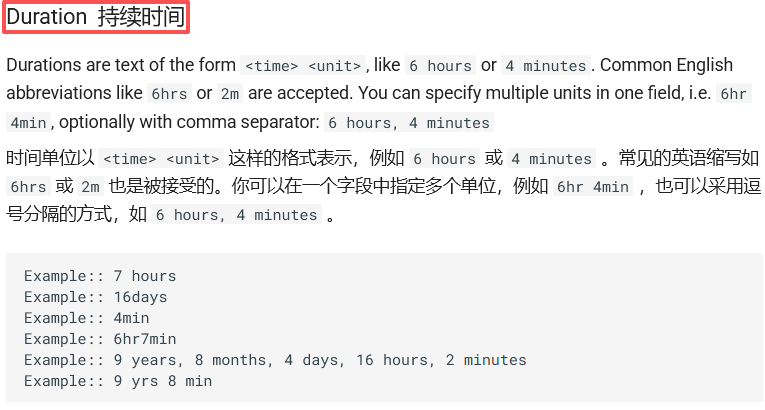 Duration 持续时间
Durations are text of the form <time> <unit>, like 6 hours or 4 minutes. Common English
abbreviations like 6hrs or 2m are accepted. You can specify multiple units in one field, i.e. 6hr
4min, optionally with comma separator: 6 hours, 4 minutes
时间单位以 <time> <unit> 这样的格式表示，例如 6 hours 或 4 minutes 。常见的英语缩写如
6hrs 或 2m 也是被接受的。你可以在一个字段中指定多个单位，例如 6hr 4min ，也可以采用逗
号分隔的方式，如 6 hours, 4 minutes 。
Example:: 7 hours
Example:: 16days
Example:: 4min
Example:: 6hr7min
Example:: 9 years, 8 months, 4 days, 16 hours, 2 minutes
Example:: 9 yrs 8 min